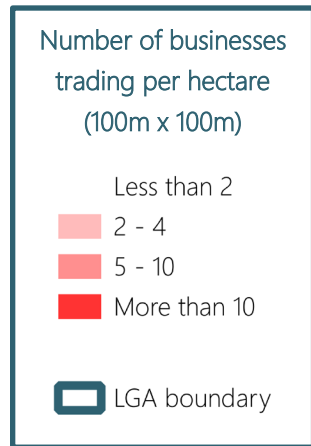 Number of businesses
trading per hectare
(100m x 100m)
Less than 2
2 - 4
5 - 10
More than 10
LGA boundary